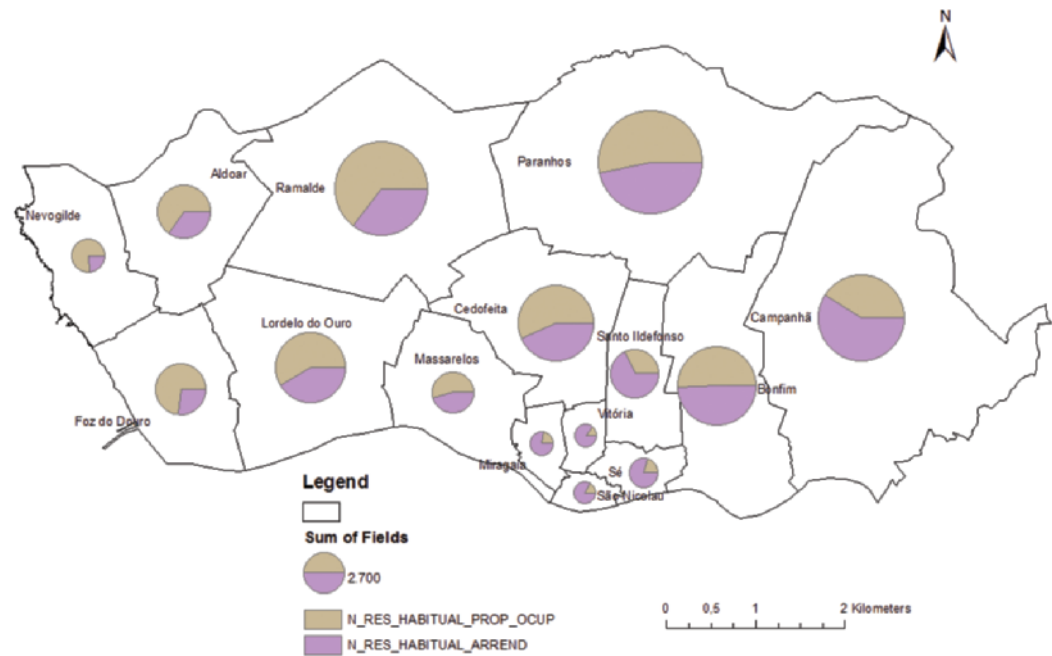 N
Paranhos
Aldoar
Ramalde
Nevogilde
Cedofeita
Campanhã
Lordelo do Ouro
Santo Ildefonso
Massarelos
Bonfim
Foz do Douro
Vitória
Miragaia
Sé
São Nicolau
Legend
Sum of Fields
2.700
N_RES_HABITUAL_PROP_OCUP
N_RES_HABITUAL_ARREND
0 0,5 1 2 Kilometers